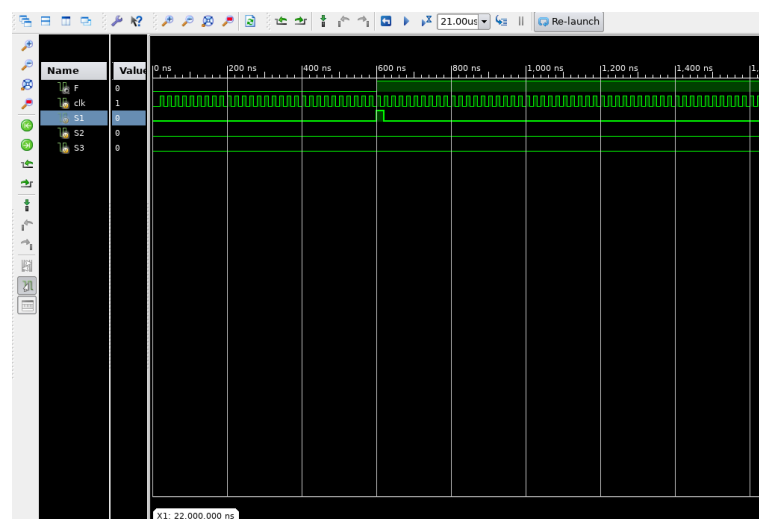 21.00us Re-launch
Name Value 0 ns 200 ns 400 ns 600 ns 800 ns 1,000 ns 1,200 ns 1,400 ns 1,
F 0
clk 1
S1 0
S2 0
S3 0
X1: 22,000.000 ns